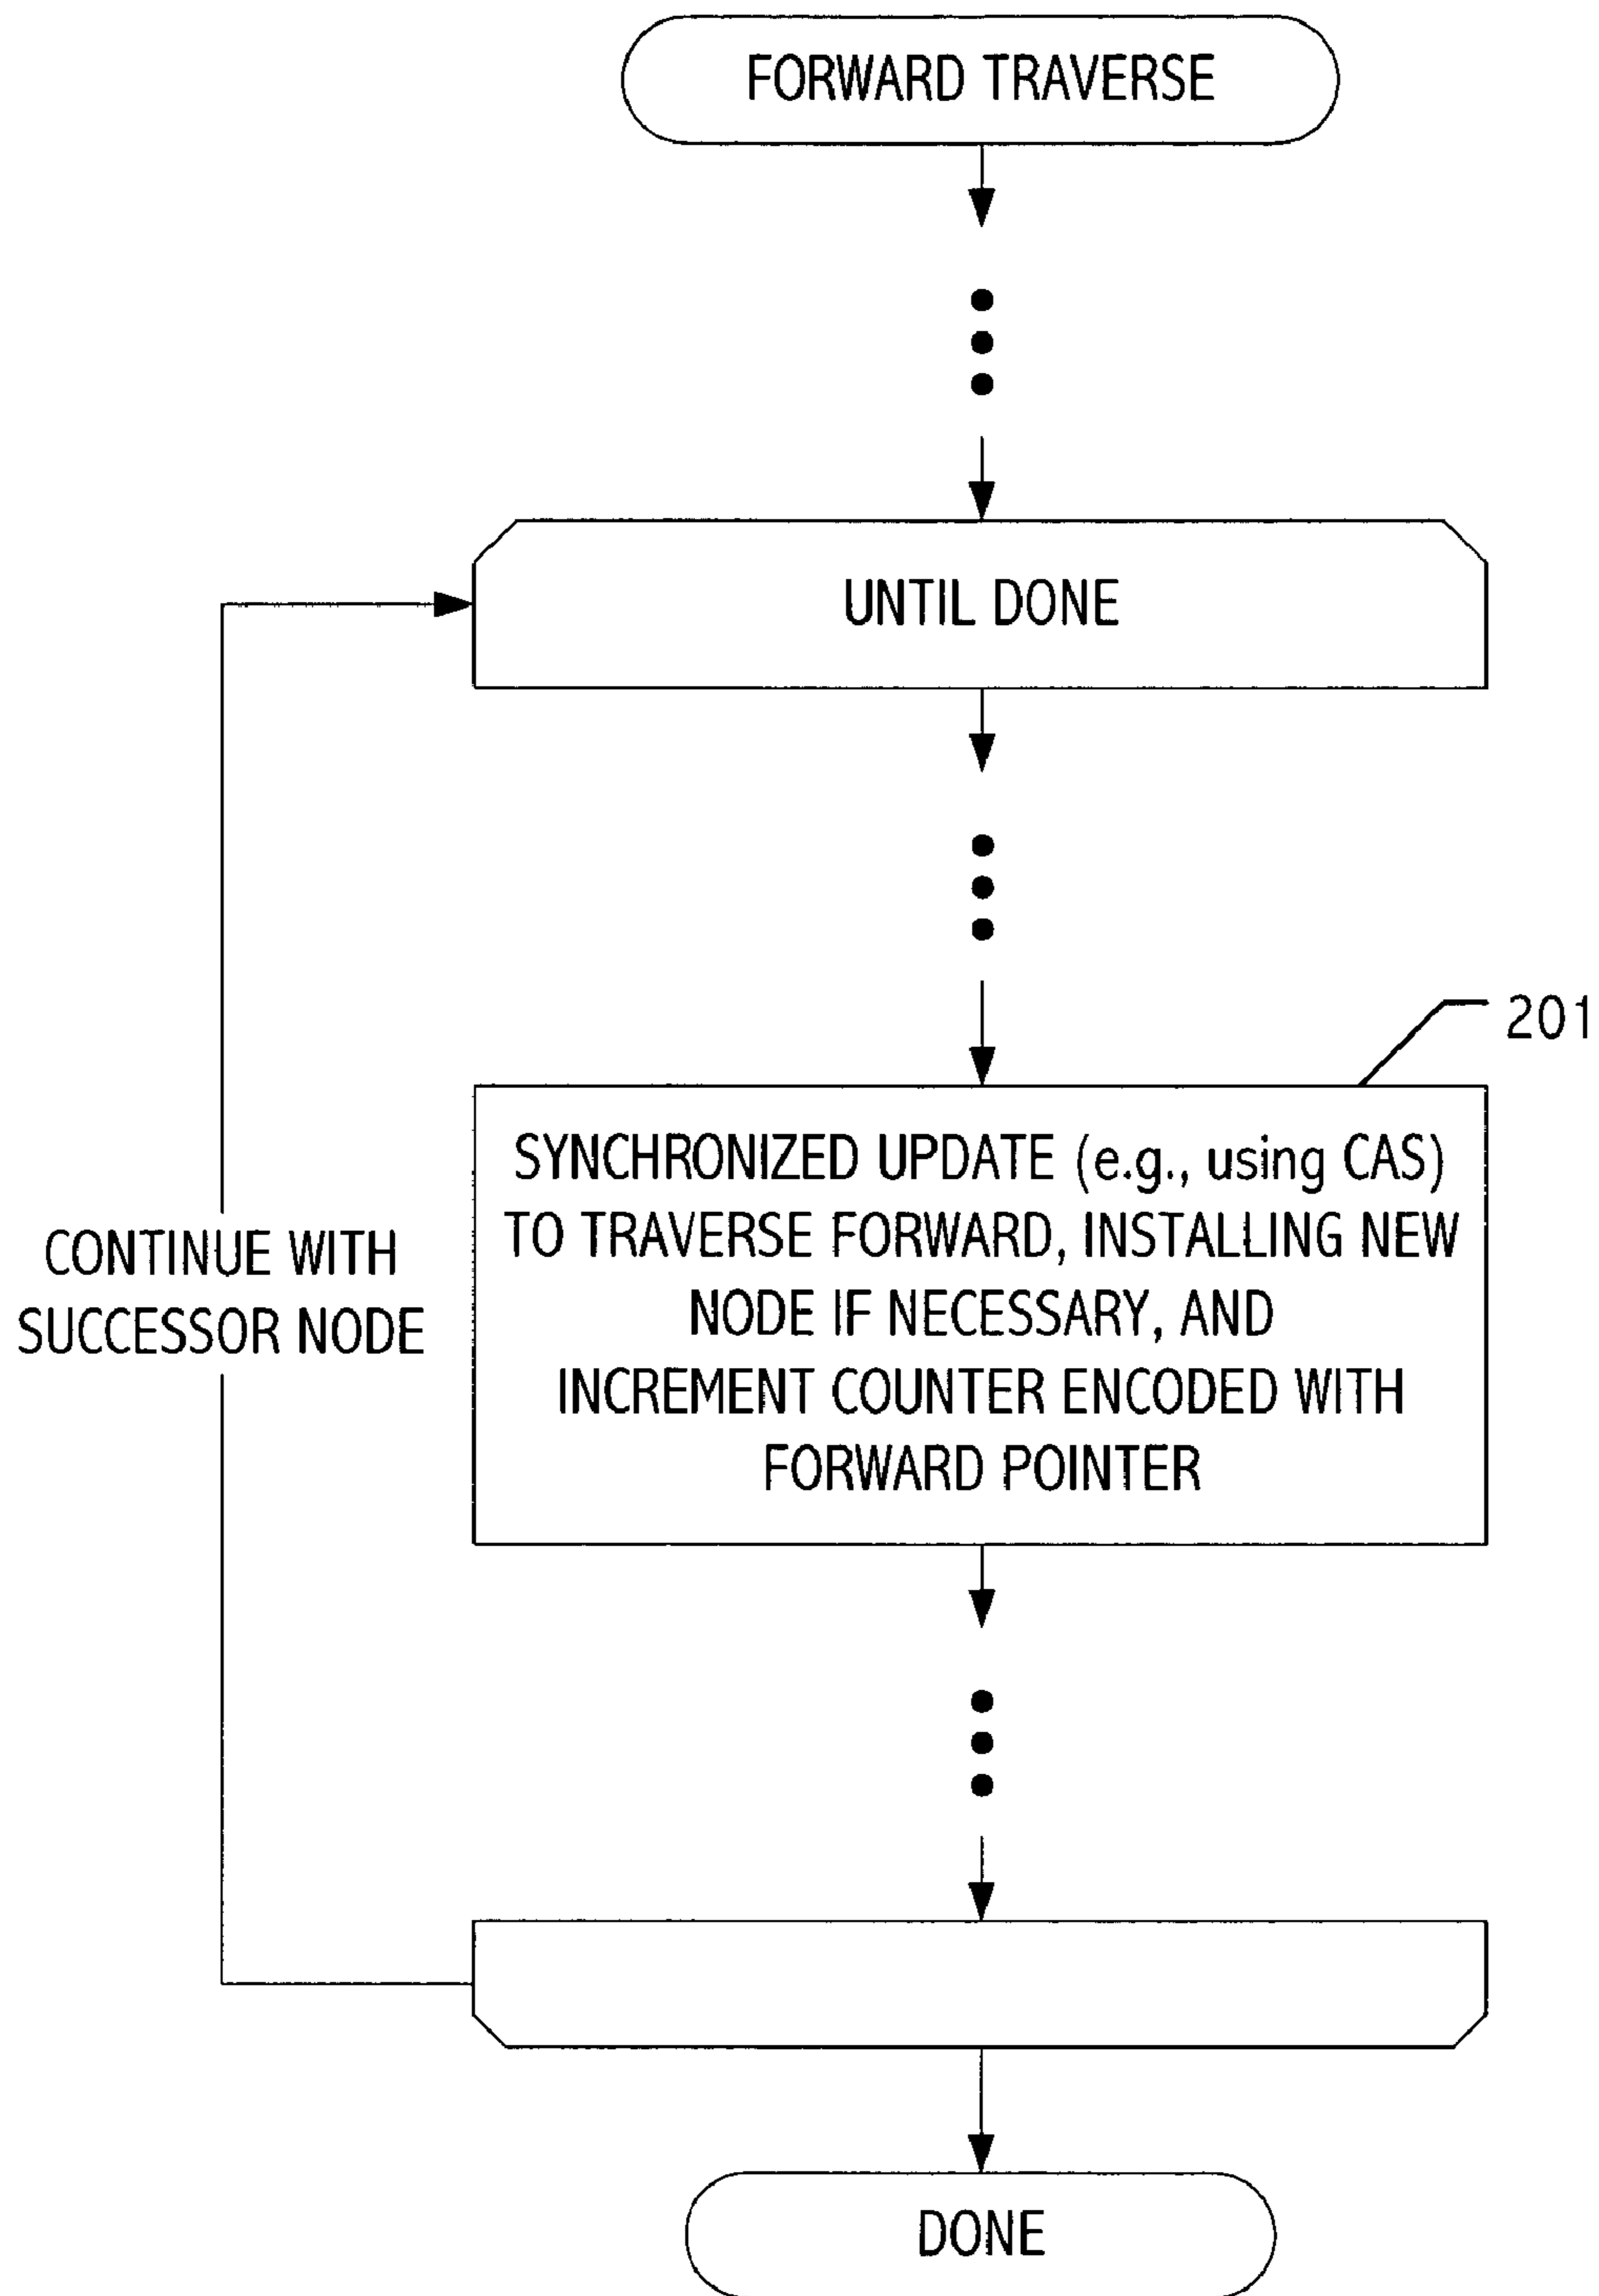 FORWARD TRAVERSE
UNTIL DONE
201
SYNCHRONIZED UPDATE (e.g., using CAS)
TO TRAVERSE FORWARD, INSTALLING NEW
NODE IF NECESSARY, AND
INCREMENT COUNTER ENCODED WITH
FORWARD POINTER
CONTINUE WITH
SUCCESSOR NODE
DONE